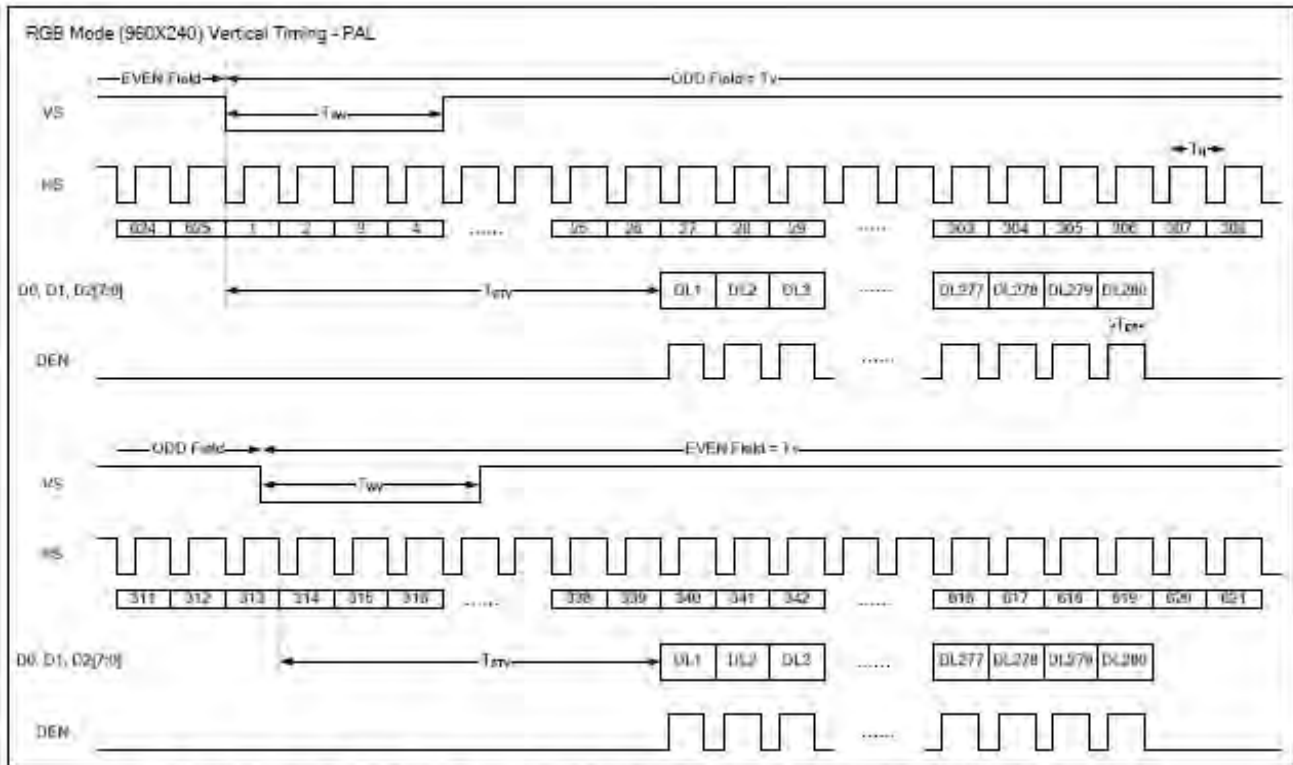 RGB Mode (960X240) Vertical Timing - PAL
EVEN Field ODD Field = Tv
VS
HS TH
624 625 1 2 3 4 ...... 25 26 27 28 29 ...... 303 304 305 306 307 308
D0, D1, D2[7:0] TSTV DL1 DL2 DL3 ...... DL277 DL278 DL279 DL280
DEN
ODD Field EVEN Field = Tv
VS TWV
HS
311 312 313 314 315 316 ...... 338 339 340 341 342 ...... 616 617 618 619 620 621
D0, D1, D2[7:0] TSTV DL1 DL2 DL3 ...... DL277 DL278 DL279 DL280
DEN ......